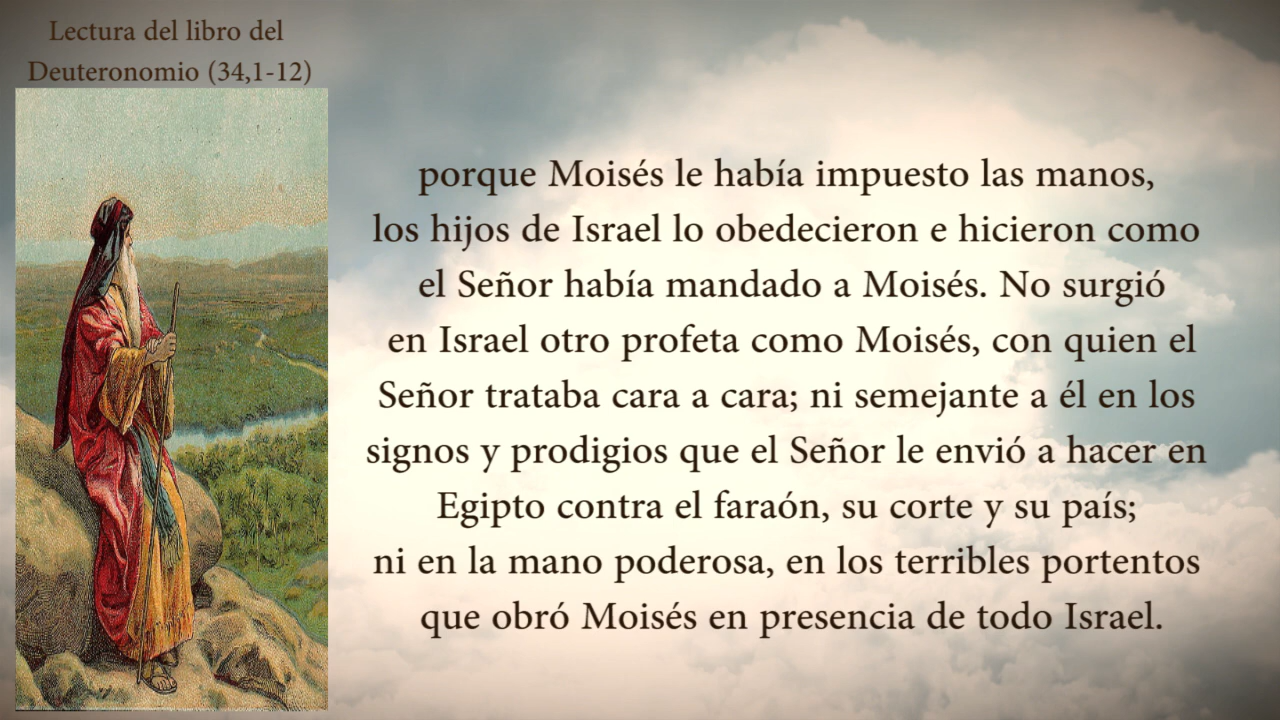 Lectura del libro del
Deuteronomio (34,1-12)
porque Moisés le había impuesto las manos,
los hijos de Israel lo obedecieron e hicieron como
el Señor había mandado a Moisés. No surgió
en Israel otro profeta como Moisés, con quien el
Señor trataba cara a cara; ni semejante a él en los
signos y prodigios que el Señor le envió a hacer en
Egipto contra el faraón, su corte y su país;
ni en la mano poderosa, en los terribles portentos
que obró Moisés en presencia de todo Israel.